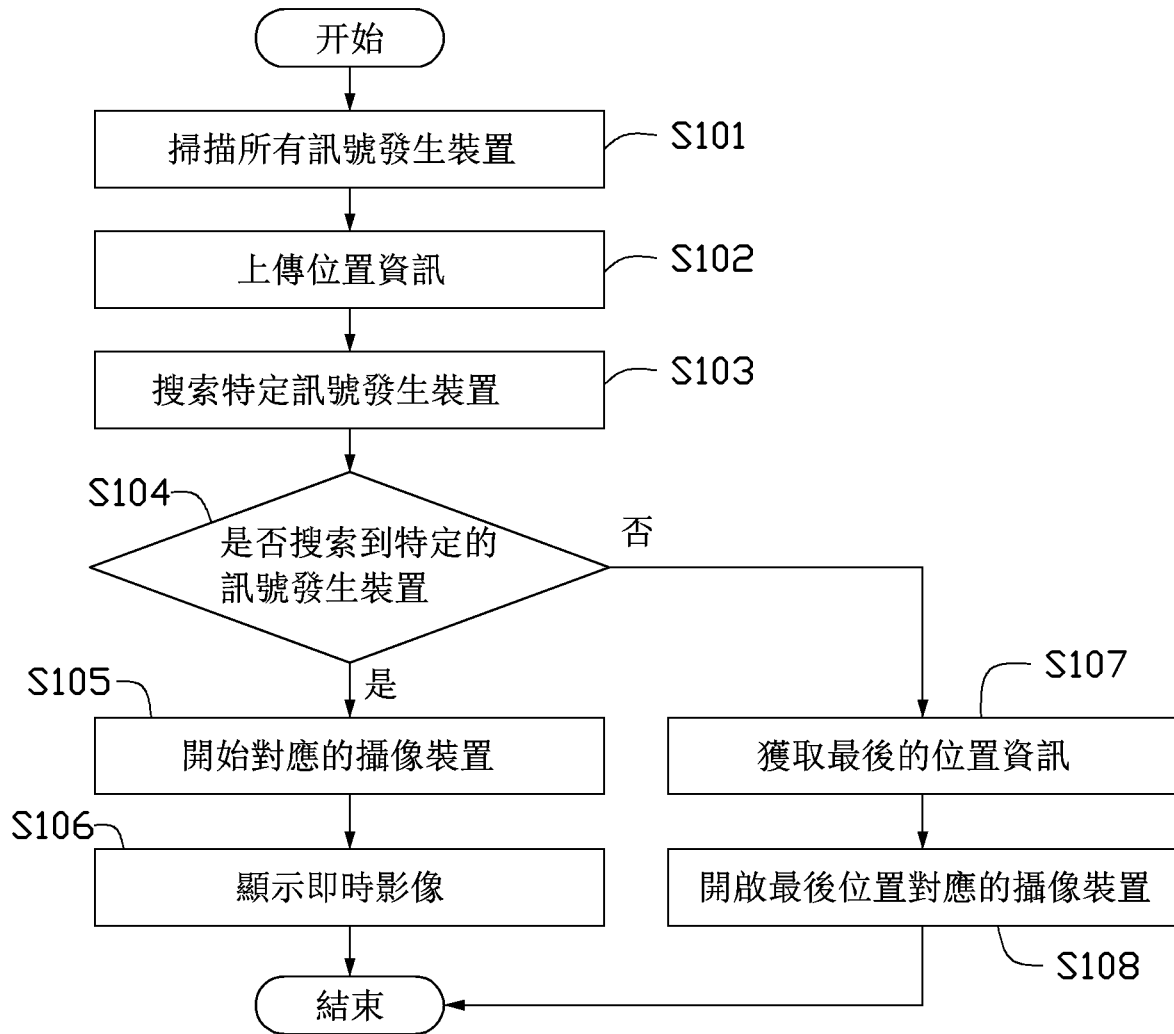 开始
掃描所有訊號發生裝置
S101
上傳位置資訊
S102
搜索特定訊號發生裝置
S103
S104
是否搜索到特定的
訊號發生裝置
否
是
S105
開始對應的攝像裝置
S107
獲取最後的位置資訊
S106
顯示即時影像
開啟最後位置對應的攝像裝置
S108
結束